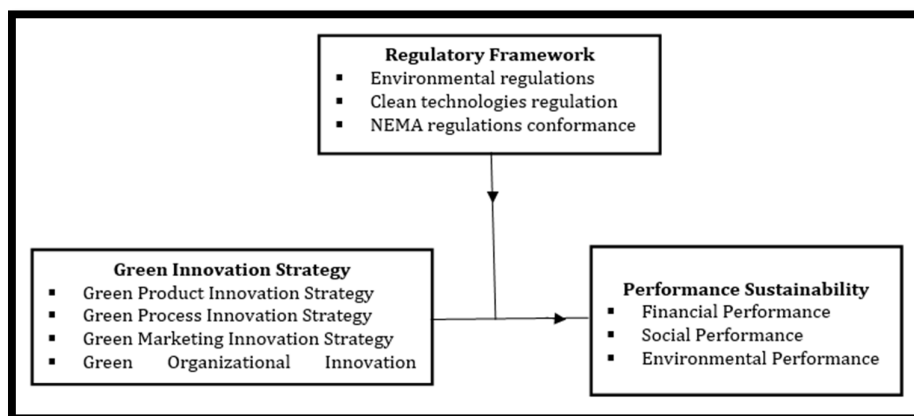 Regulatory Framework
▪ Environmental regulations
▪ Clean technologies regulation
▪ NEMA regulations conformance
Green Innovation Strategy
▪ Green Product Innovation Strategy
▪ Green Process Innovation Strategy
▪ Green Marketing Innovation Strategy
▪ Green Organizational Innovation
Performance Sustainability
▪ Financial Performance
▪ Social Performance
▪ Environmental Performance